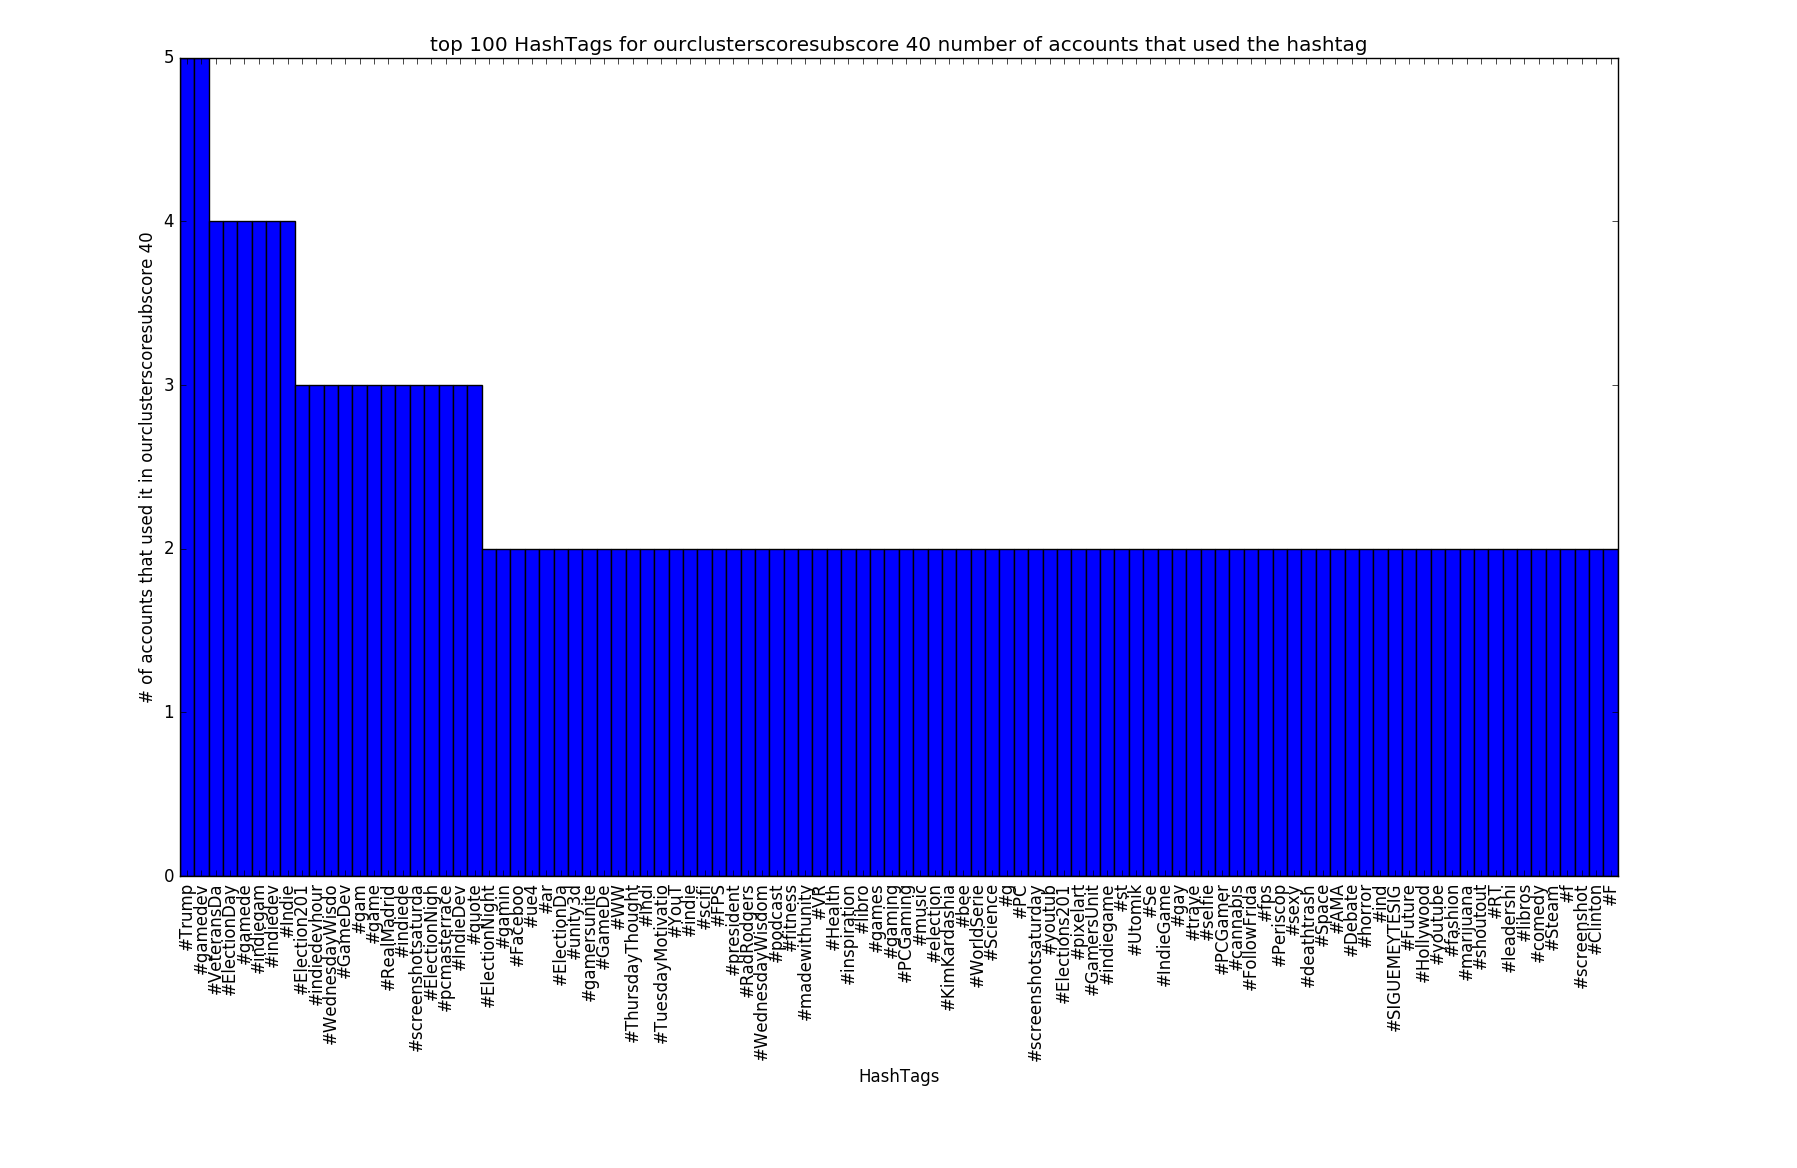 top 100 HashTags for ourclusterscoresubscore 40 number of accounts that used the hashtag
# of accounts that used it in ourclusterscoresubscore 40
5
4
3
2
1
0
#Trump
#gamedev
#VeteransDa
#ElectionDay
#gamede
#indiegam
#indiedev
#Indie
#Election201
#indiedevhour
#WednesdayWisdo
#GameDev
#gam
#game
#RealMadrid
#indiede
#screenshotsaturda
#ElectionNigh
#pcmasterrace
#IndieDev
#quote
#ElectionNight
#gamin
#Faceboo
#ue4
#ar
#ElectionDa
#unity3d
#gamersunite
#GameDe
#WW
#ThursdayThought
#Indi
#TuesdayMotivatio
#YouT
#indie
#scifi
#FPS
#president
#RadRodgers
#WednesdayWisdom
#podcast
#fitness
#madewithunity
#VR
#Health
#inspiration
#libro
#games
#gaming
#PCGaming
#music
#election
#KimKardashia
#bee
#WorldSerie
#Science
#g
#PC
#screenshotsaturday
#youtub
#Elections201
#pixelart
#GamersUnit
#indiegame
#st
#Utomik
#Se
#IndieGame
#gay
#trave
#selfie
#PCGamer
#cannabis
#FollowFrida
#fps
#Periscop
#sexy
#deathtrash
#Space
#AMA
#Debate
#horror
#ind
#SIGUEMEYTESIG
#Future
#Hollywood
#youtube
#fashion
#marijuana
#shoutout
#RT
#leadershi
#libros
#comedy
#Steam
#fl
#screenshot
#Clinton
#F
HashTags